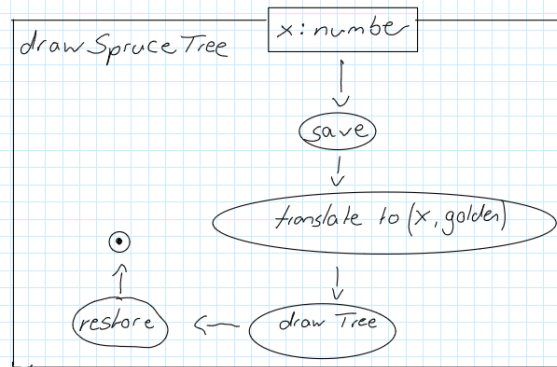 drawSpruceTree
x: number
save
translate to (x, golden)
draw Tree
restore